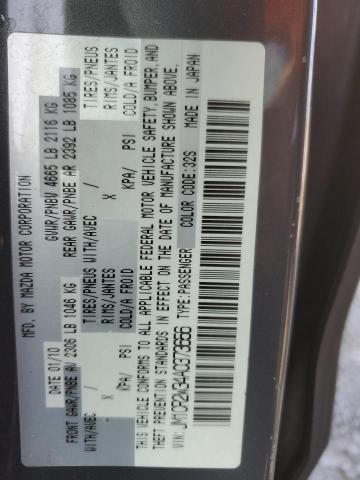 MFD. BY MAZDA MOTOR CORPORATION
DATE 01/10 GVWR/PNBV 4665 LB 2116 KG
FRONT GAWR/PNBE AV 2306 LB 1046 KG REAR GAWR/PNBE AR 2392 LB 1085 KG
WITH/AVEC TIRES/PNEUS WITH/AVEC TIRES/PNEUS
/ X RIMS/JANTES / X RIMS/JANTES
KPA/ PSI COLD/A FROID KPA/ PSI COLD/A FROID
THIS VEHICLE CONFORMS TO ALL APPLICABLE FEDERAL MOTOR VEHICLE SAFETY, BUMPER, AND
THEFT PREVENTION STANDARDS IN EFFECT ON THE DATE OF MANUFACTURE SHOWN ABOVE.
VIN: JM1CR2W34A0373666 TYPE:PASSENGER COLOR CODE:32S MADE IN JAPAN